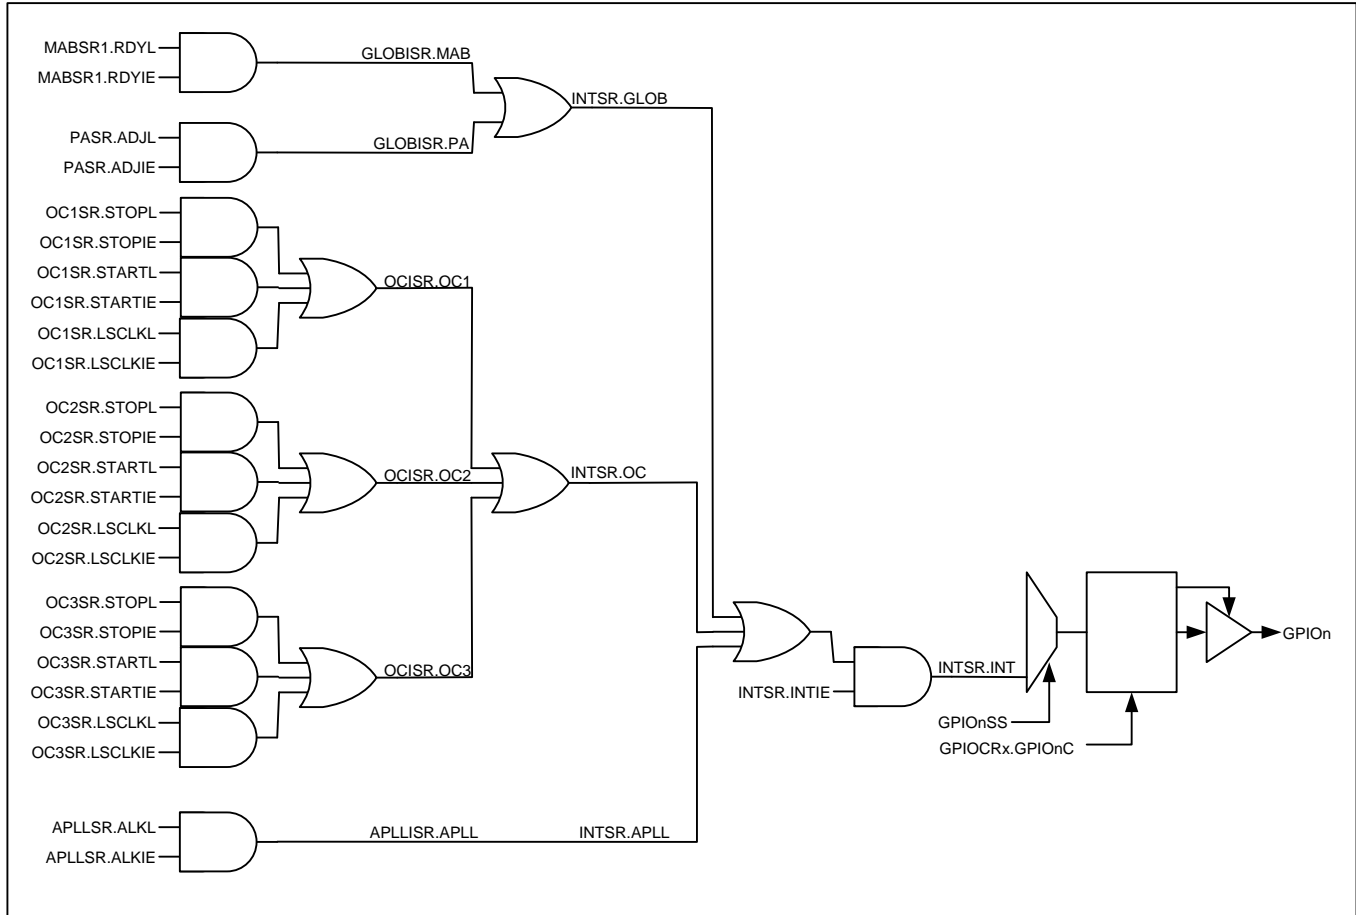 MABSR1.RDYL
MABSR1.RDYIE
GLOBISR.MAB
INTSR.GLOB
PASR.ADJL
PASR.ADJIE
GLOBISR.PA
OC1SR.STOPL
OC1SR.STOPIE
OC1SR.STARTL
OC1SR.STARTIE
OC1SR.LSCLKL
OC1SR.LSCLKIE
OCISR.OC1
OC2SR.STOPL
OC2SR.STOPIE
OC2SR.STARTL
OC2SR.STARTIE
OC2SR.LSCLKL
OC2SR.LSCLKIE
OCISR.OC2
INTSR.OC
OC3SR.STOPL
OC3SR.STOPIE
OC3SR.STARTL
OC3SR.STARTIE
OC3SR.LSCLKL
OC3SR.LSCLKIE
OCISR.OC3
INTSR.INTIE
INTSR.INT
GPIOnSS
GPIOCRx.GPIOnC
GPIOn
APLLSR.ALKL
APLLSR.ALKIE
APLLISR.APLL
INTSR.APLL